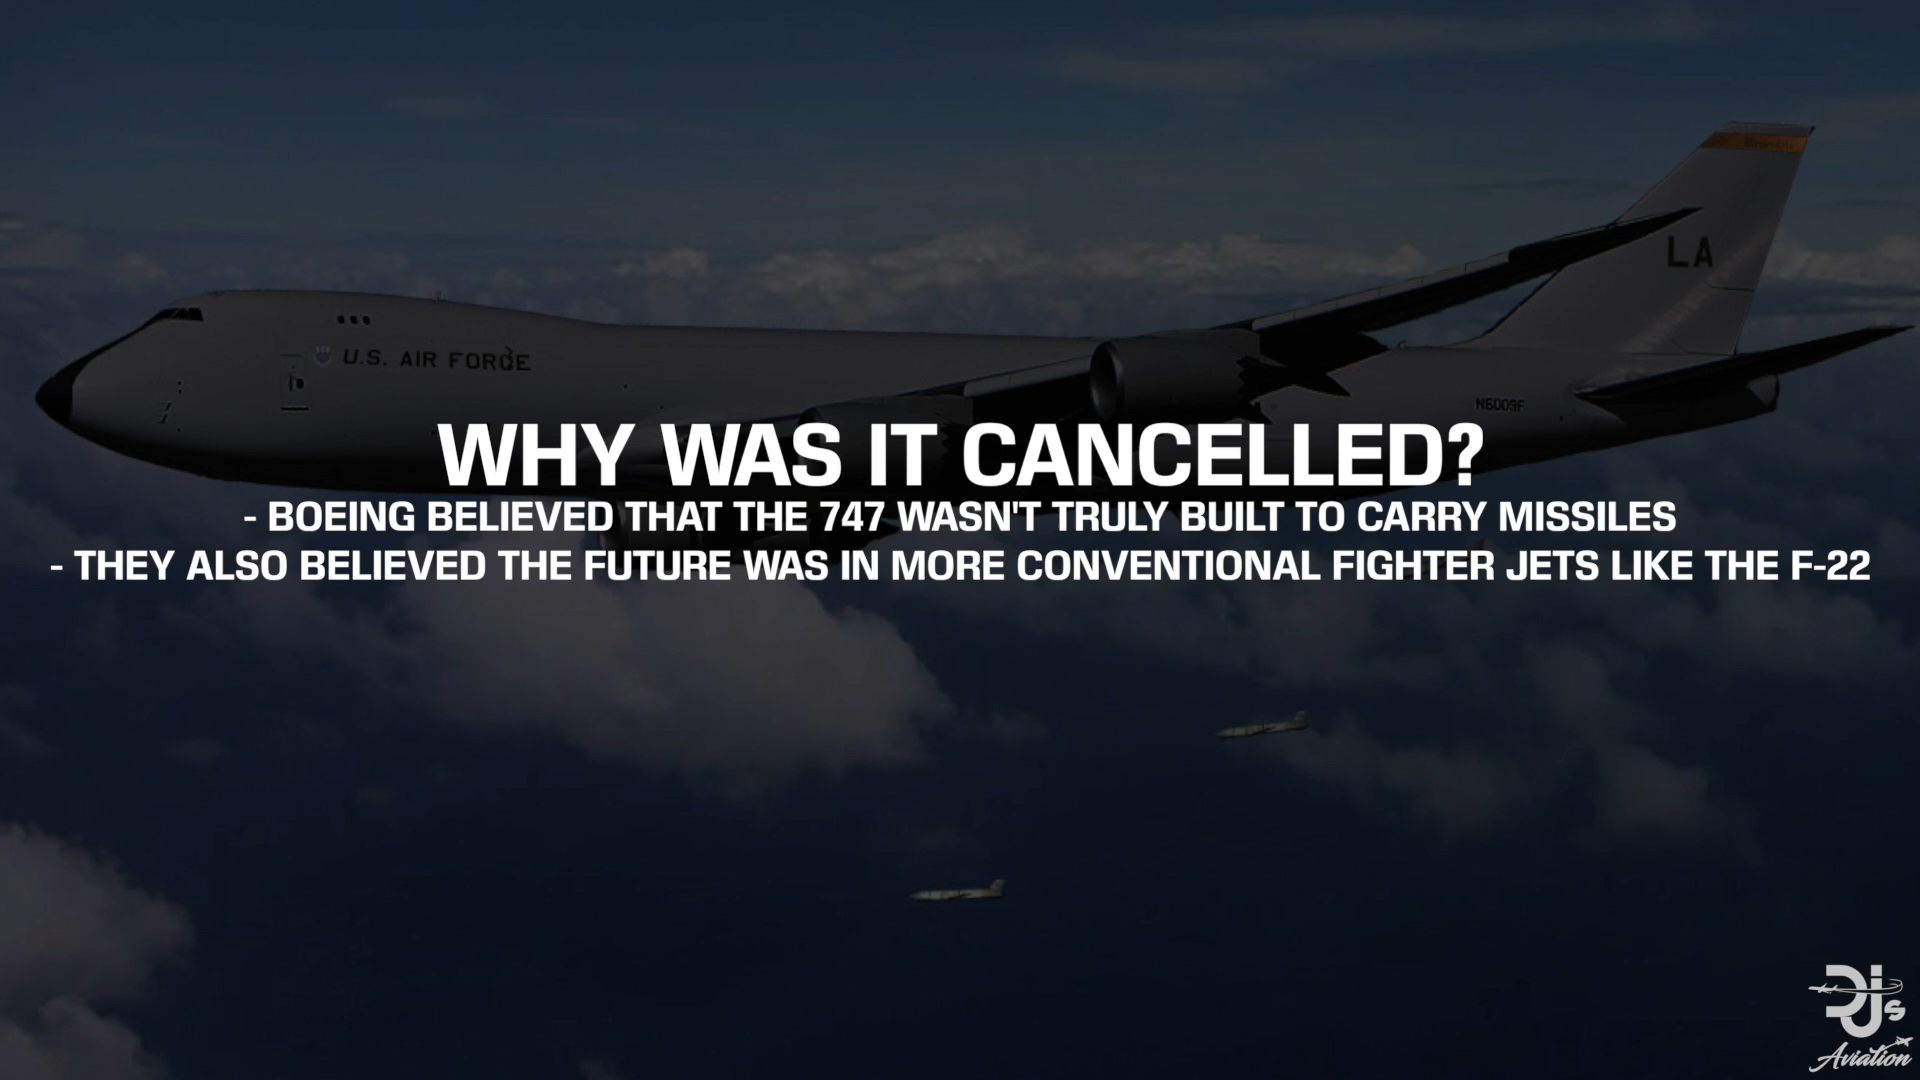 LA
U.S. AIR FORCE
N6009F
WHY WAS IT CANCELLED?
- BOEING BELIEVED THAT THE 747 WASN'T TRULY BUILT TO CARRY MISSILES
- THEY ALSO BELIEVED THE FUTURE WAS IN MORE CONVENTIONAL FIGHTER JETS LIKE THE F-22
DJs
Aviation